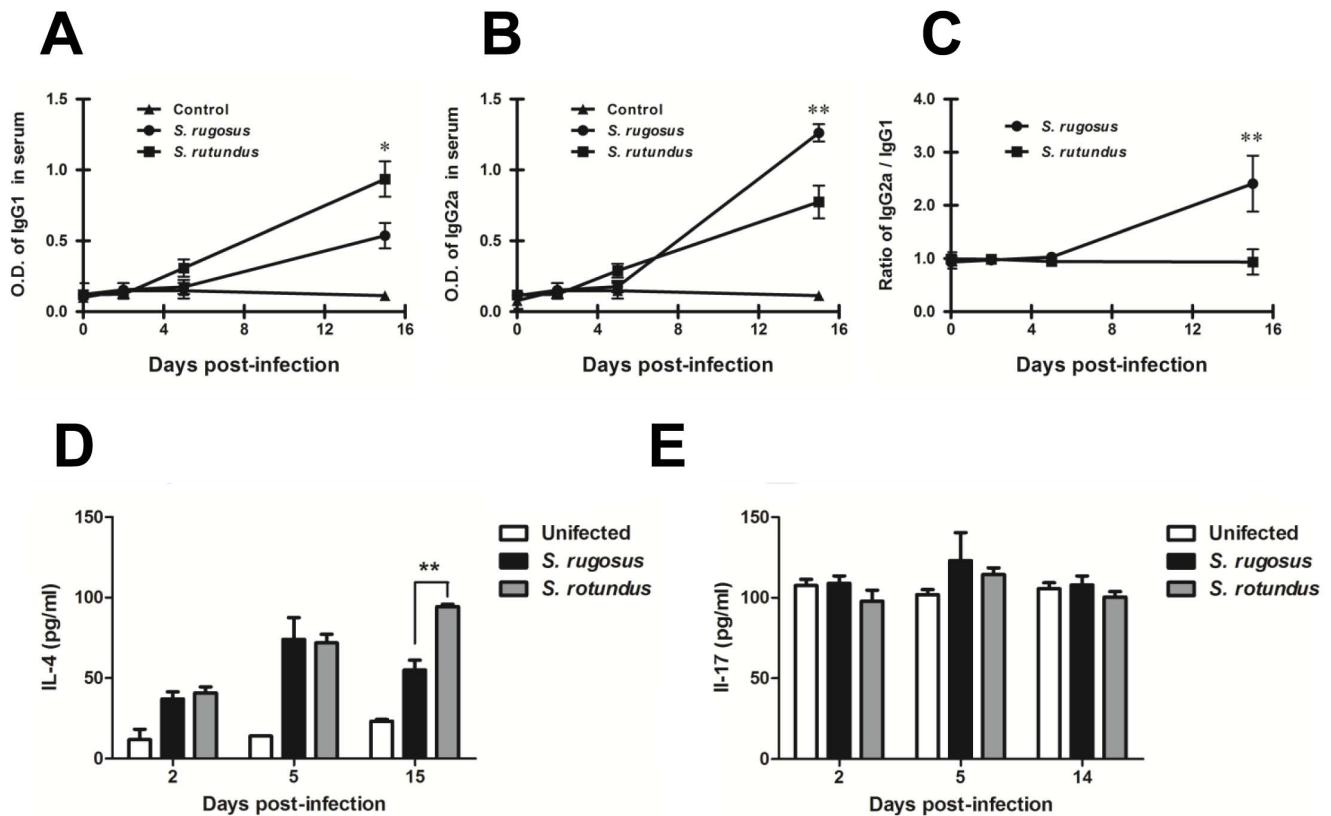 A
O.D. of IgG1 in serum
1.5
1.0
0.5
0.0
Control
S. rugosus
S. rutundus
*
0 4 8 12 16
Days post-infection
B
O.D. of IgG2a in serum
1.5
1.0
0.5
0.0
Control
S. rugosus
S. rutundus
**
0 4 8 12 16
Days post-infection
C
Ratio of IgG2a / IgG1
4.0
3.0
2.0
1.0
0.0
S. rugosus
S. rutundus
**
0 4 8 12 16
Days post-infection
D
IL-4 (pg/ml)
150
100
50
0
Unifected
S. rugosus
S. rotundus
**
2 5 15
Days post-infection
E
Il-17 (pg/ml)
150
100
50
0
Unifected
S. rugosus
S. rotundus
2 5 14
Days post-infection